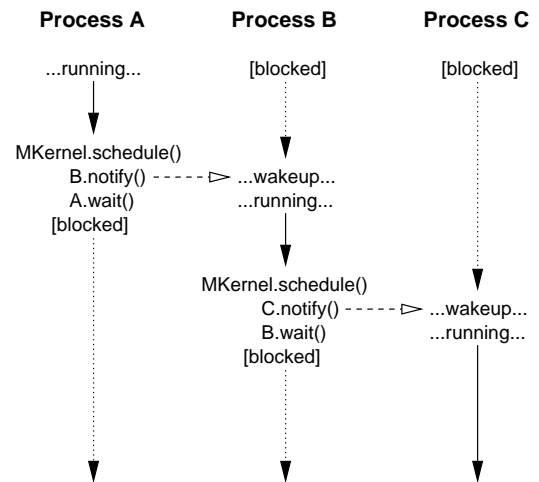 Process A Process B Process C
...running... [blocked] [blocked]
MKernel.schedule()
B.notify() ...wakeup...
A.wait() ...running...
[blocked]
MKernel.schedule()
C.notify() ...wakeup...
B.wait() ...running...
[blocked]